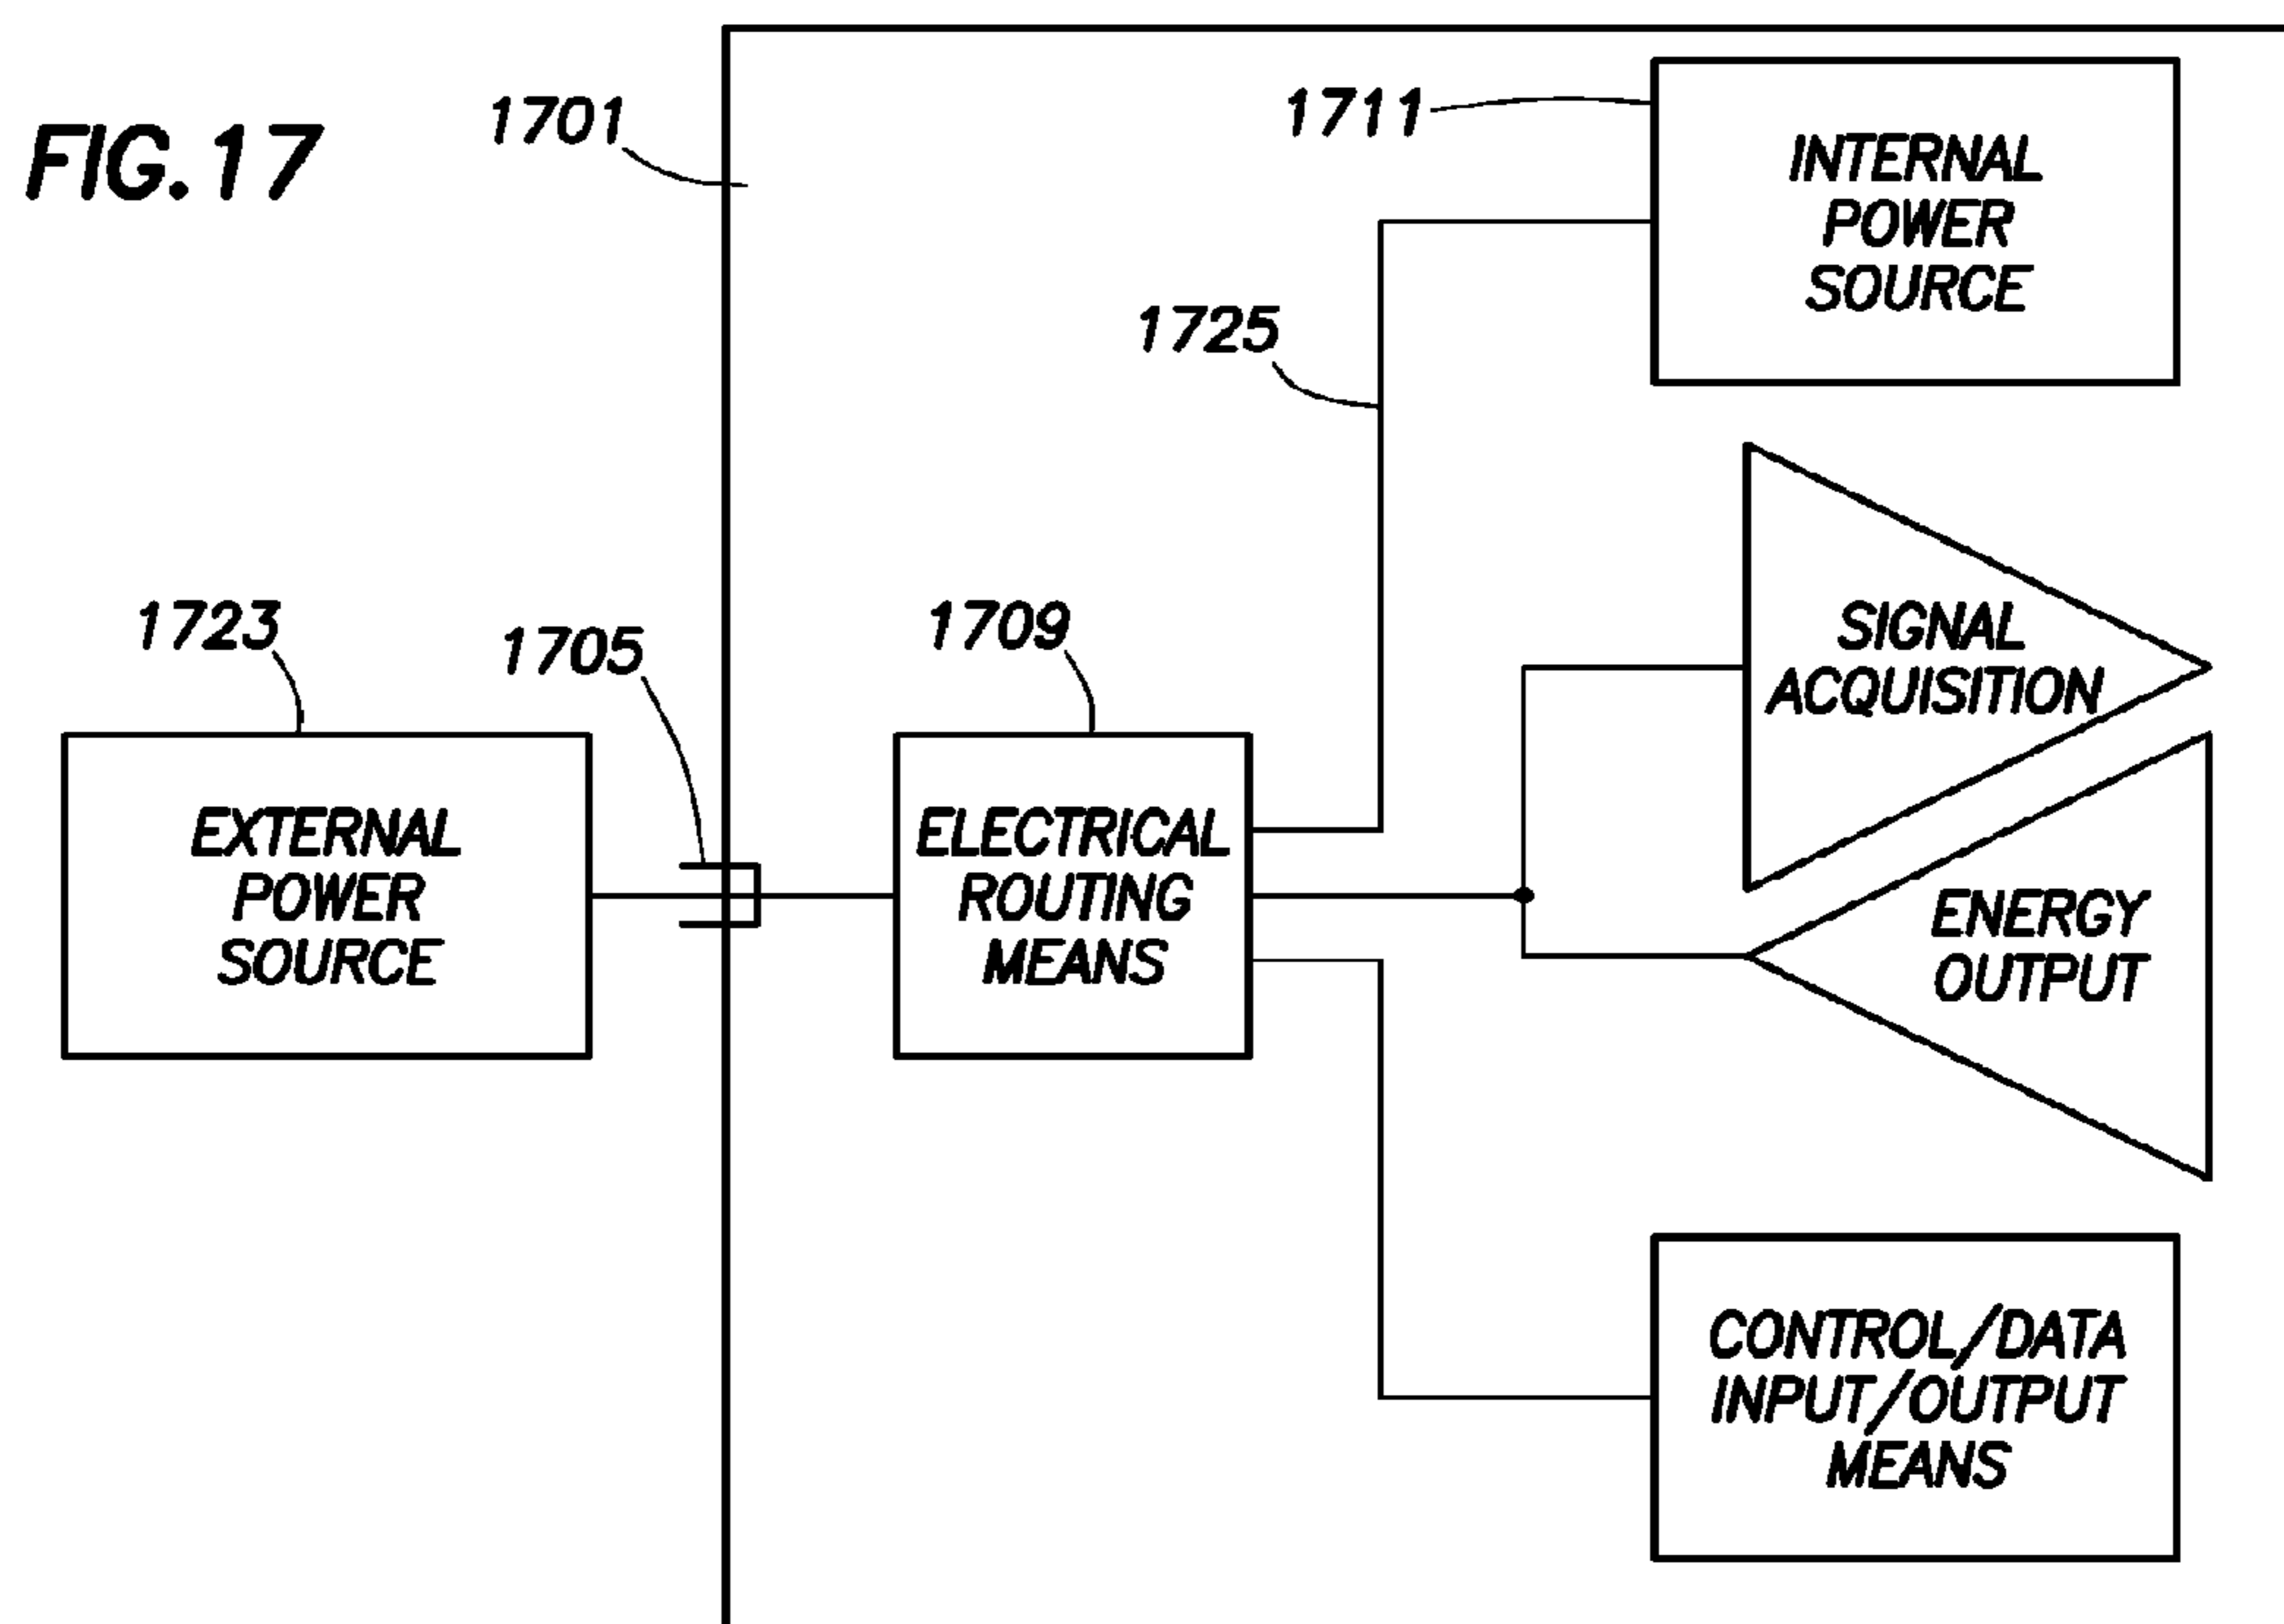 FIG.17
1701
1711
INTERNAL
POWER
SOURCE
1725
1723
1705
1709
SIGNAL
ACQUISITION
EXTERNAL
POWER
SOURCE
ELECTRICAL
ROUTING
MEANS
ENERGY
OUTPUT
CONTROL/DATA
INPUT/OUTPUT
MEANS